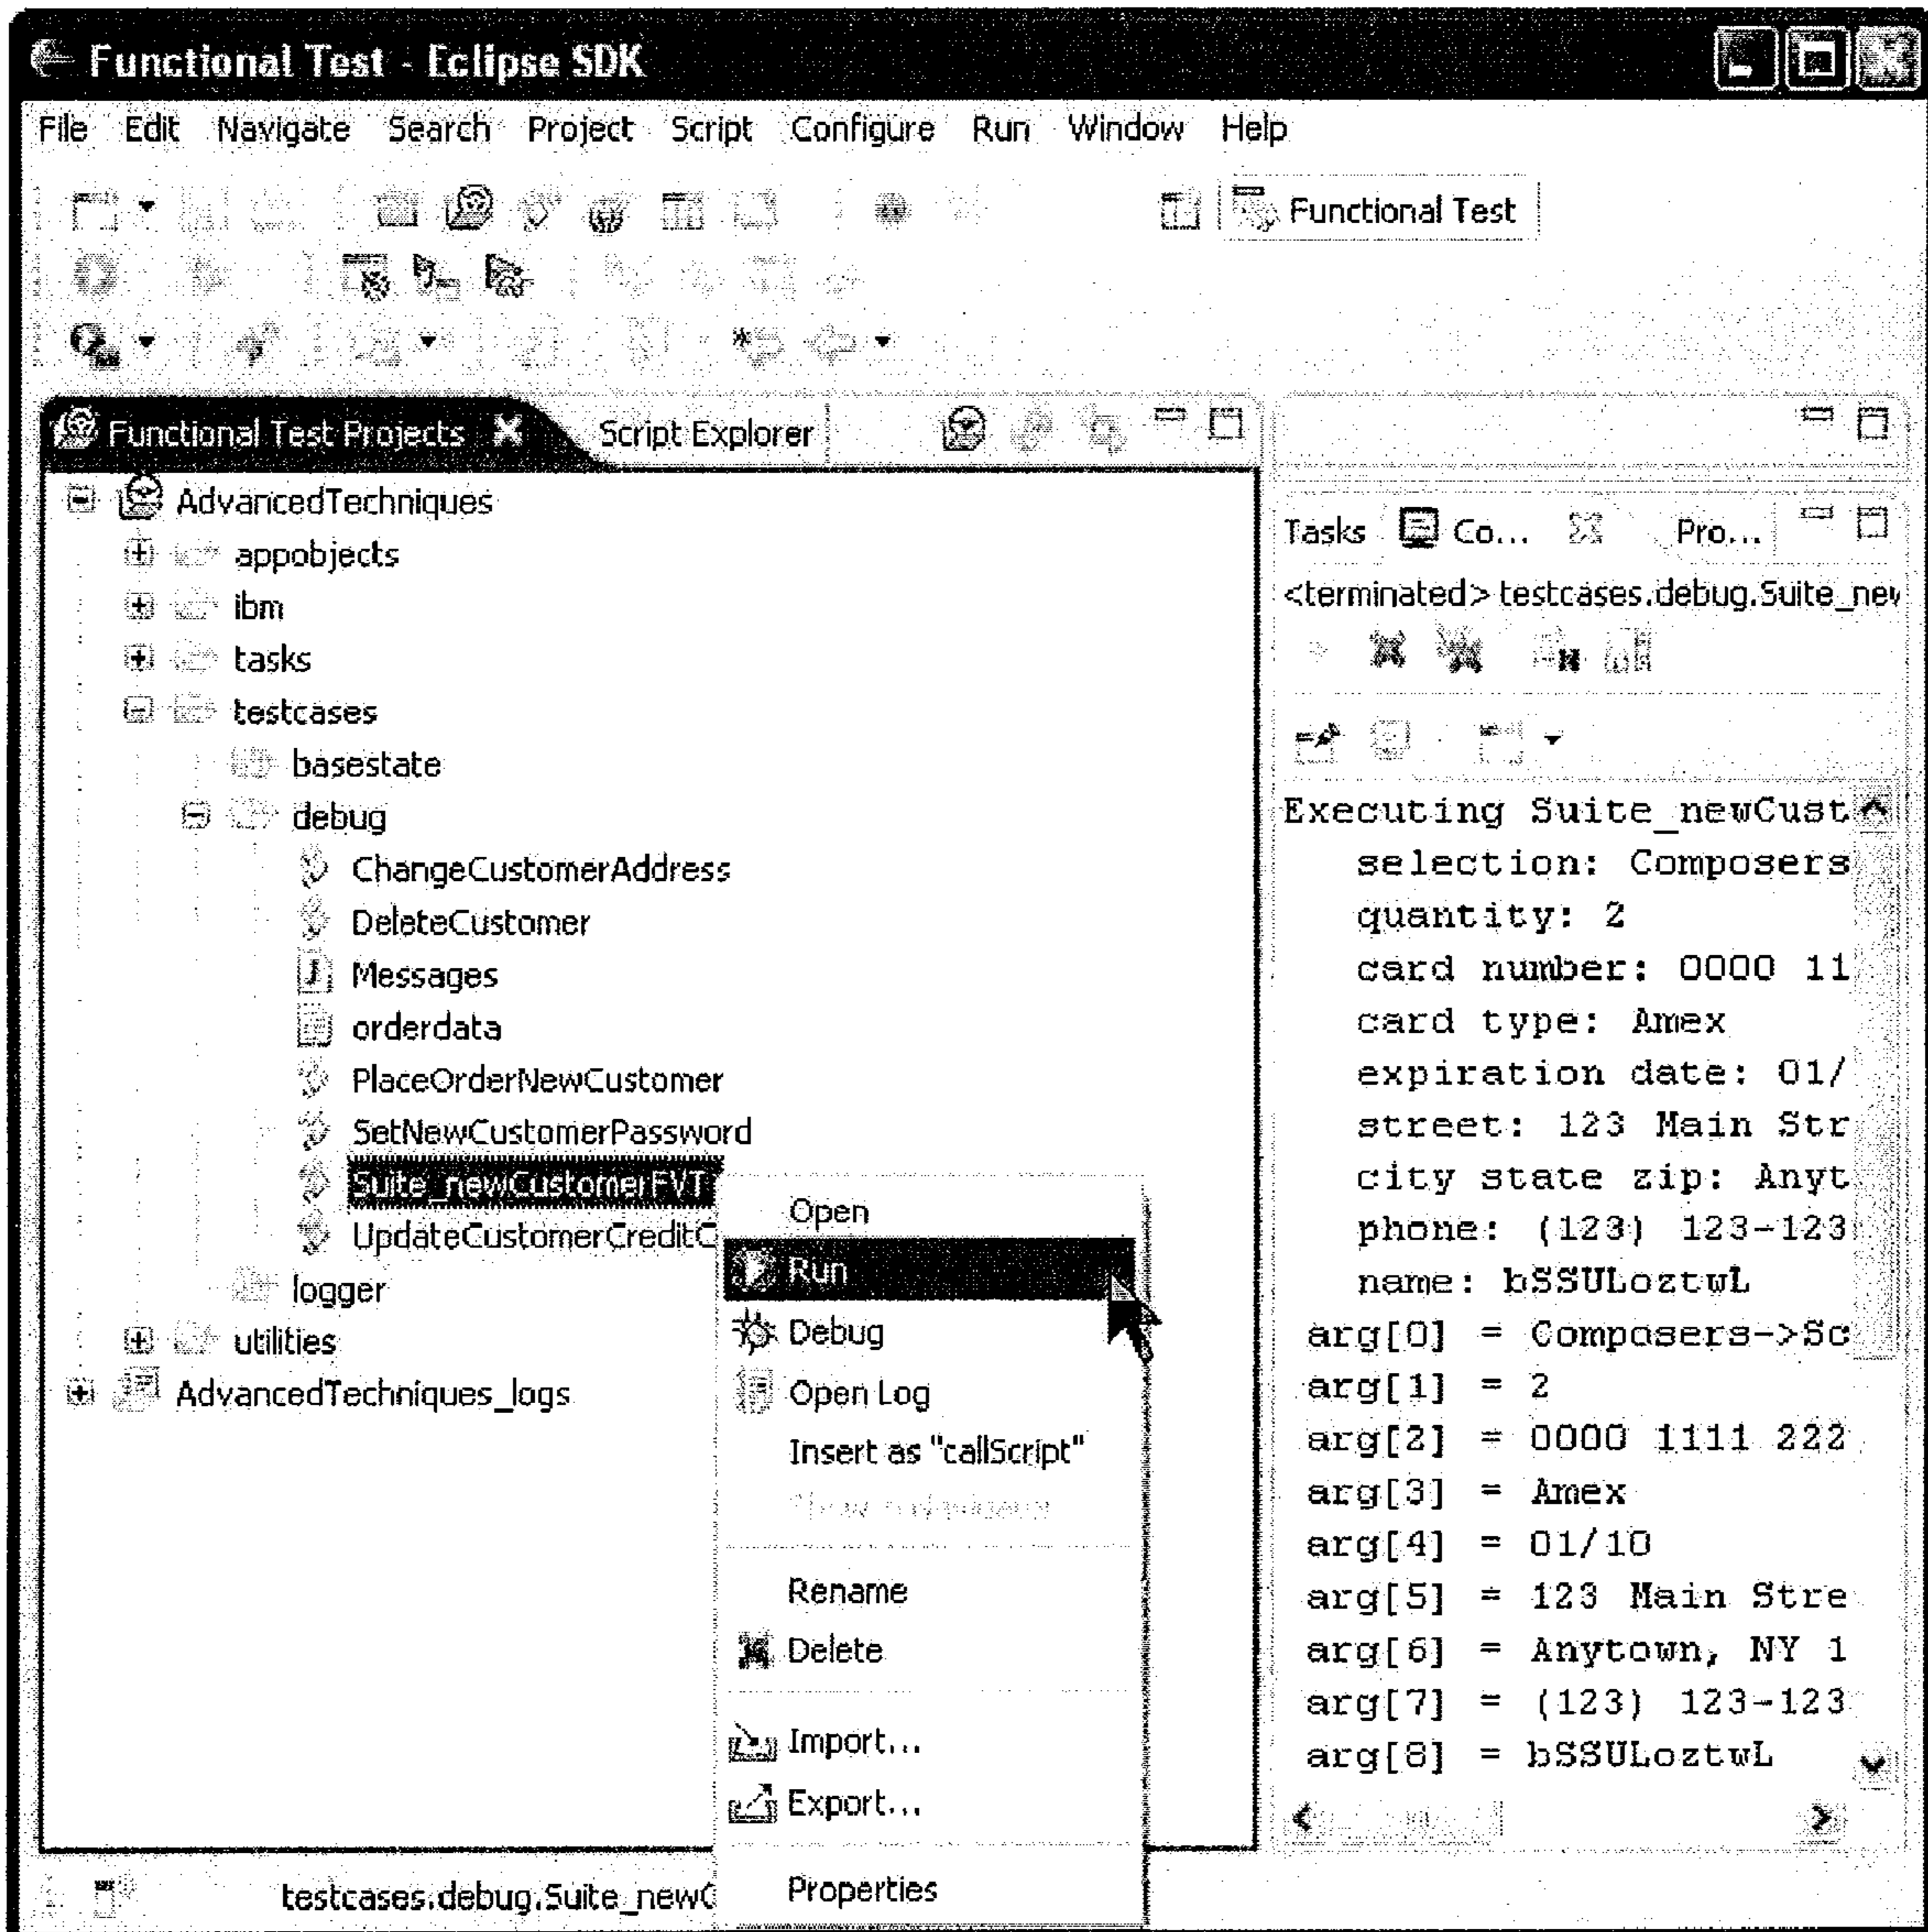 Functional Test - Eclipse SDK
File Edit Navigate Search Project Script Configure Run Window Help
Functional Test
Functional Test Projects
Script Explorer
AdvancedTechniques
appobjects
ibm
tasks
testcases
basestate
debug
ChangeCustomerAddress
DeleteCustomer
Messages
orderdata
PlaceOrderNewCustomer
SetNewCustomerPassword
Suite_newCustomerFVT
UpdateCustomerCreditC
logger
utilities
AdvancedTechniques_logs
Open
Run
Debug
Open Log
Insert as "callScript"
Rename
Delete
Import...
Export...
Properties
Tasks Co... Pro...
<terminated> testcases.debug.Suite_new
Executing Suite_newCust
selection: Composers
quantity: 2
card number: 0000 11
card type: Amex
expiration date: 01/
street: 123 Main Str
city state zip: Anyt
phone: (123) 123-123
name: bSSULoztwL
arg[0] = Composers->Sc
arg[1] = 2
arg[2] = 0000 1111 222
arg[3] = Amex
arg[4] = 01/10
arg[5] = 123 Main Stre
arg[6] = Anytown, NY 1
arg[7] = (123) 123-123
arg[8] = bSSULoztwL
testcases.debug.Suite_newC